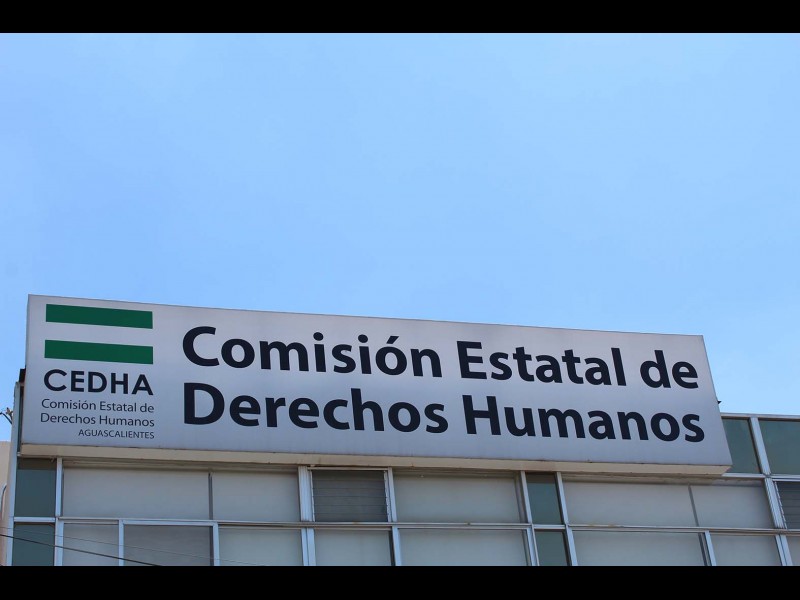 CEDHA
Comisión Estatal de
Derechos Humanos
AGUASCALIENTES
Comisión Estatal de
Derechos Humanos